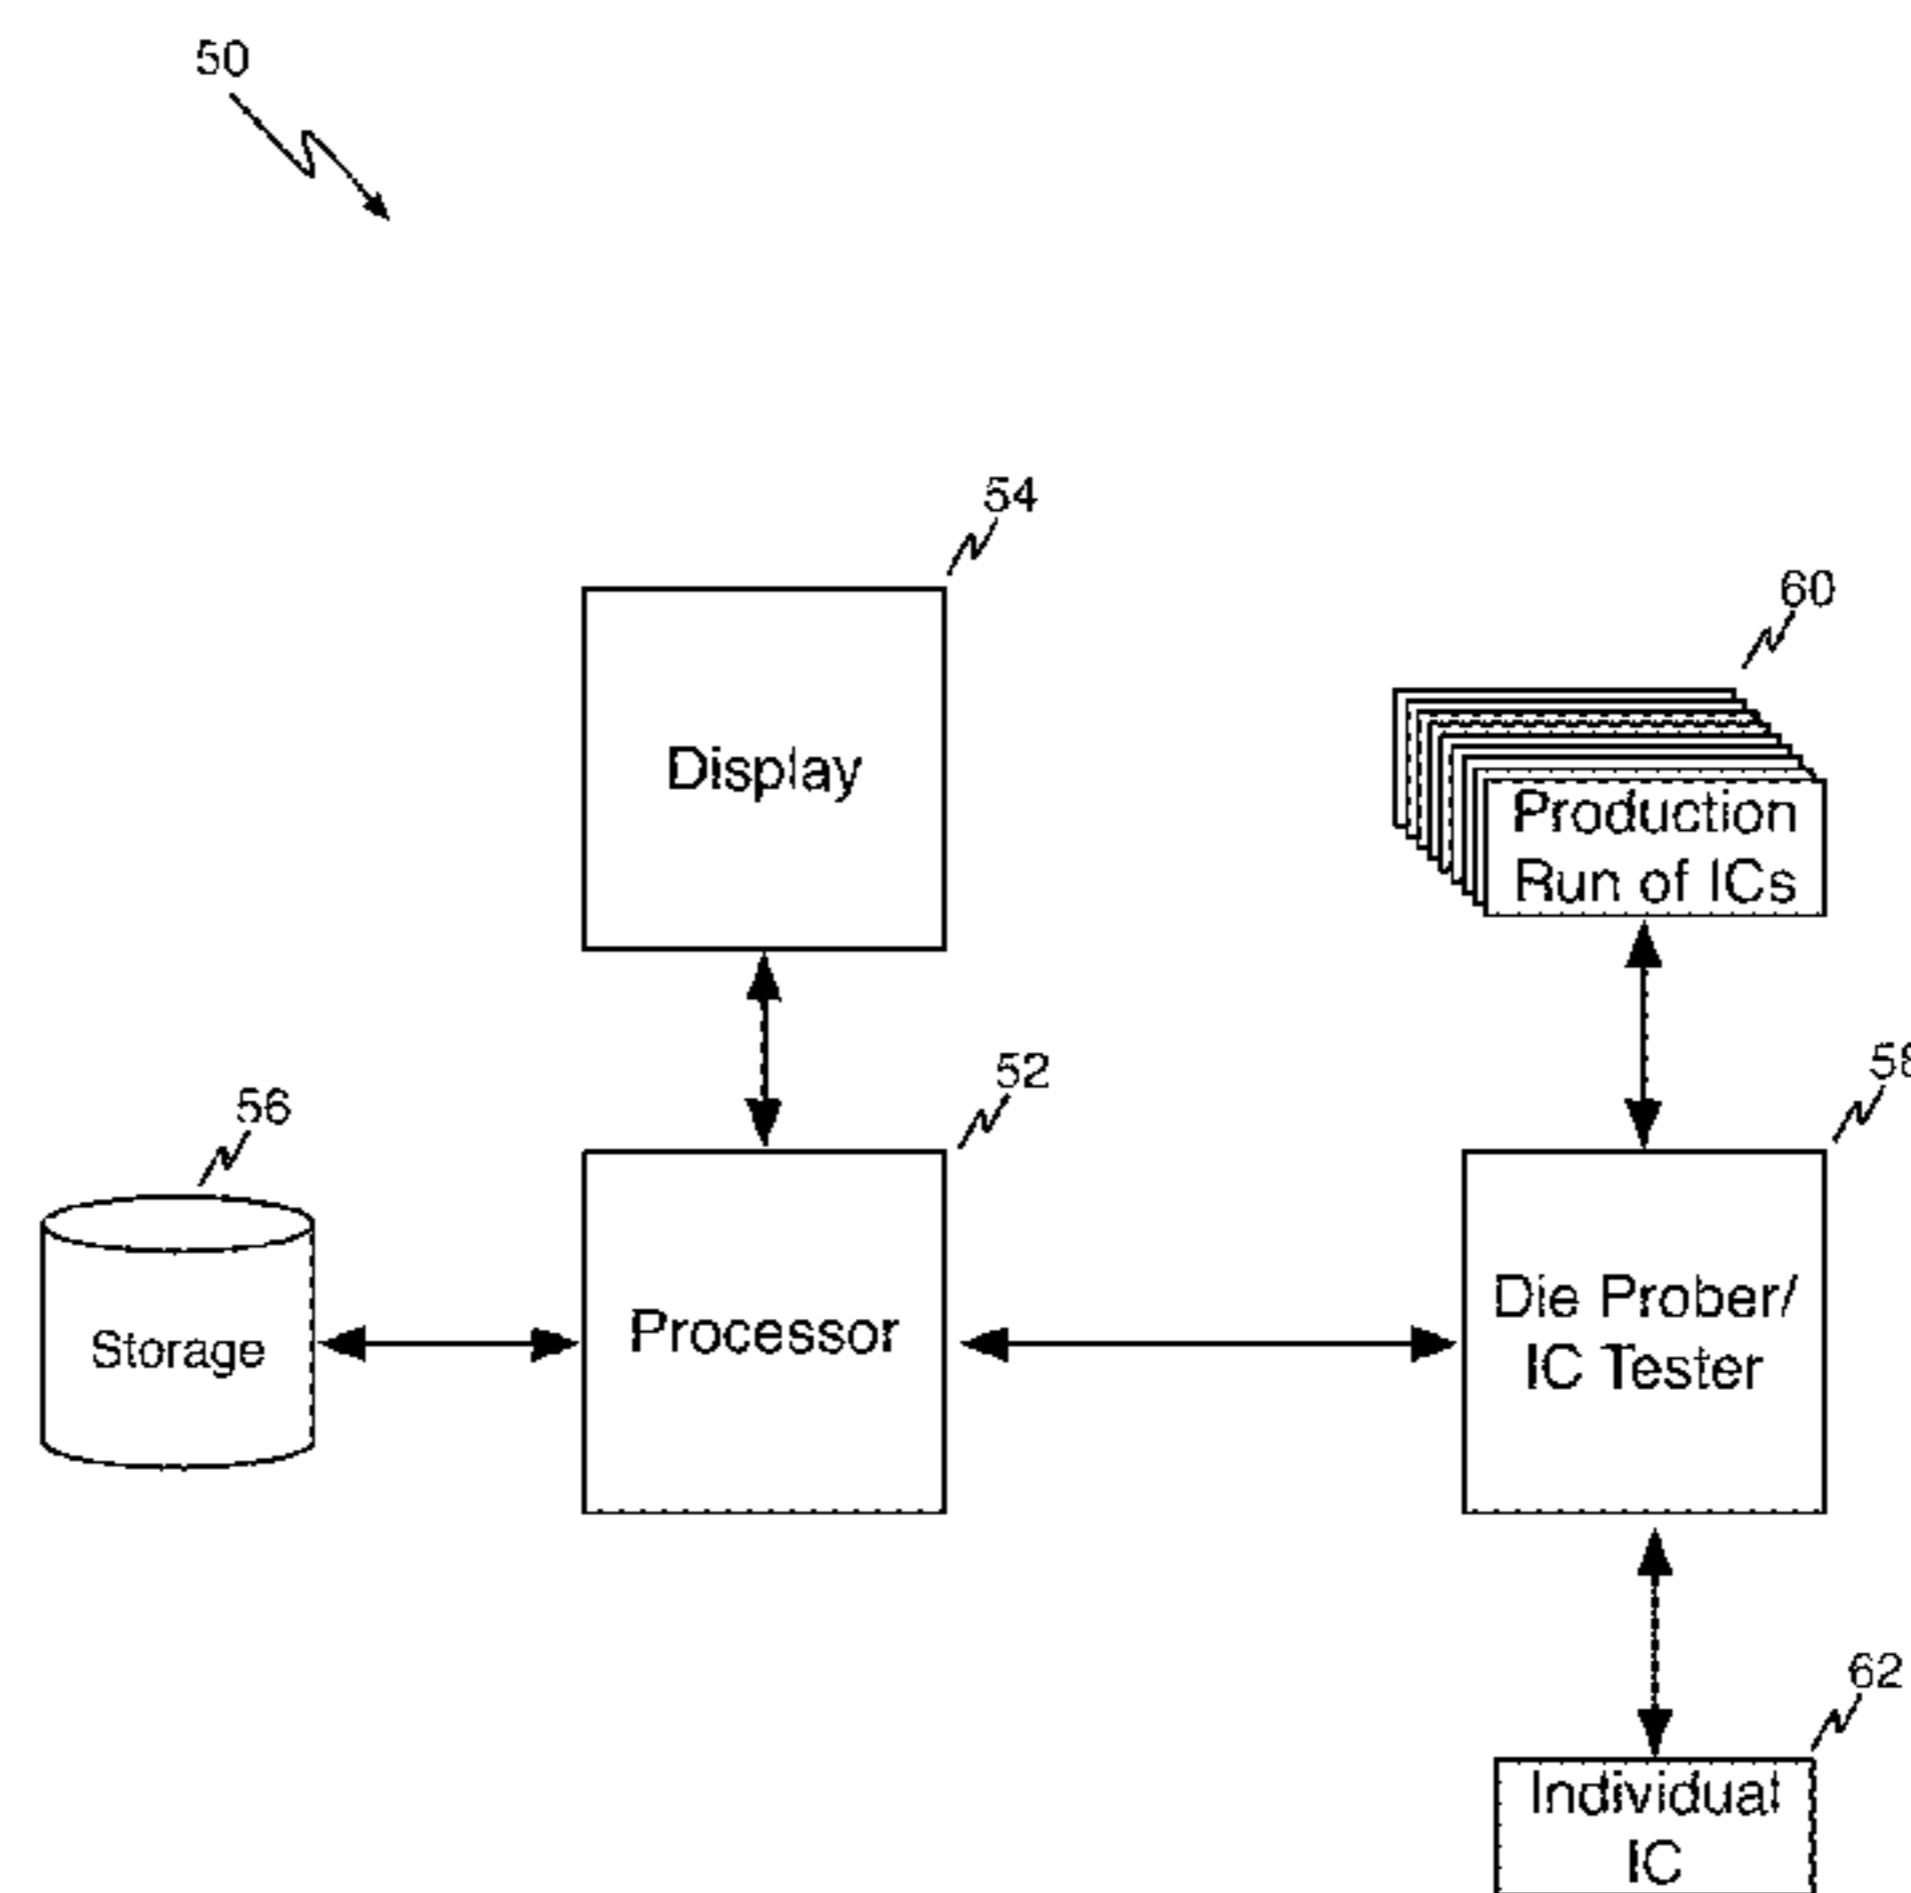 50
54
Display
60
Production
Run of ICs
56
52
58
Storage
Processor
Die Prober/
IC Tester
62
Individual
IC